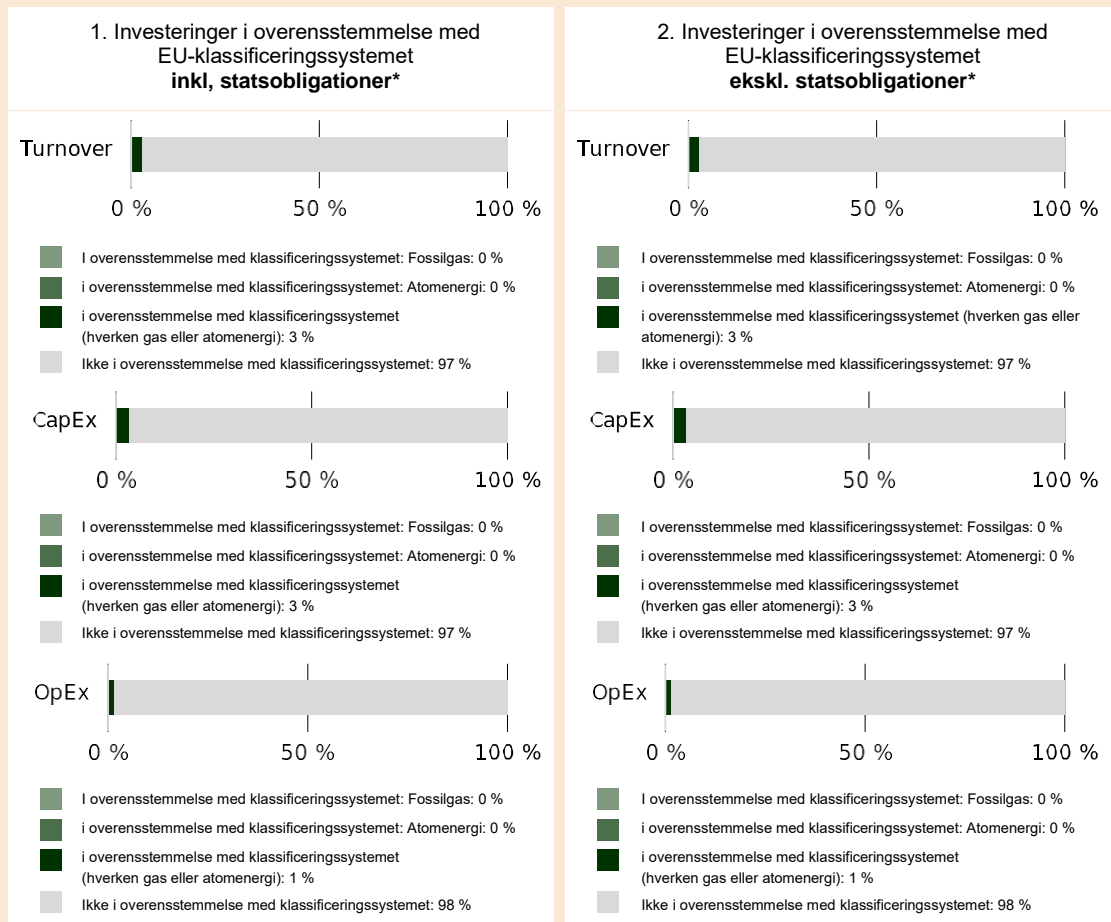 1. Investeringer i overensstemmelse med
EU-klassificeringssystemet
inkl, statsobligationer*
Turnover
0 %
50 %
100 %
I overensstemmelse med klassificeringssystemet: Fossilgas: 0 %
i overensstemmelse med klassificeringssystemet: Atomenergi: 0 %
i overensstemmelse med klassificeringssystemet
(hverken gas eller atomenergi): 3 %
Ikke i overensstemmelse med klassificeringssystemet: 97 %
CapEx
0 %
50 %
100 %
I overensstemmelse med klassificeringssystemet: Fossilgas: 0 %
i overensstemmelse med klassificeringssystemet: Atomenergi: 0 %
i overensstemmelse med klassificeringssystemet
(hverken gas eller atomenergi): 3 %
Ikke i overensstemmelse med klassificeringssystemet: 97 %
OpEx
0 %
50 %
100 %
I overensstemmelse med klassificeringssystemet: Fossilgas: 0 %
i overensstemmelse med klassificeringssystemet: Atomenergi: 0 %
i overensstemmelse med klassificeringssystemet
(hverken gas eller atomenergi): 1 %
Ikke i overensstemmelse med klassificeringssystemet: 98 %
2. Investeringer i overensstemmelse med
EU-klassificeringssystemet
ekskl. statsobligationer*
Turnover
0 %
50 %
100 %
I overensstemmelse med klassificeringssystemet: Fossilgas: 0 %
i overensstemmelse med klassificeringssystemet: Atomenergi: 0 %
i overensstemmelse med klassificeringssystemet (hverken gas eller
atomenergi): 3 %
Ikke i overensstemmelse med klassificeringssystemet: 97 %
CapEx
0 %
50 %
100 %
I overensstemmelse med klassificeringssystemet: Fossilgas: 0 %
i overensstemmelse med klassificeringssystemet: Atomenergi: 0 %
i overensstemmelse med klassificeringssystemet
(hverken gas eller atomenergi): 3 %
Ikke i overensstemmelse med klassificeringssystemet: 97 %
OpEx
0 %
50 %
100 %
I overensstemmelse med klassificeringssystemet: Fossilgas: 0 %
i overensstemmelse med klassificeringssystemet: Atomenergi: 0 %
i overensstemmelse med klassificeringssystemet
(hverken gas eller atomenergi): 1 %
Ikke i overensstemmelse med klassificeringssystemet: 98 %